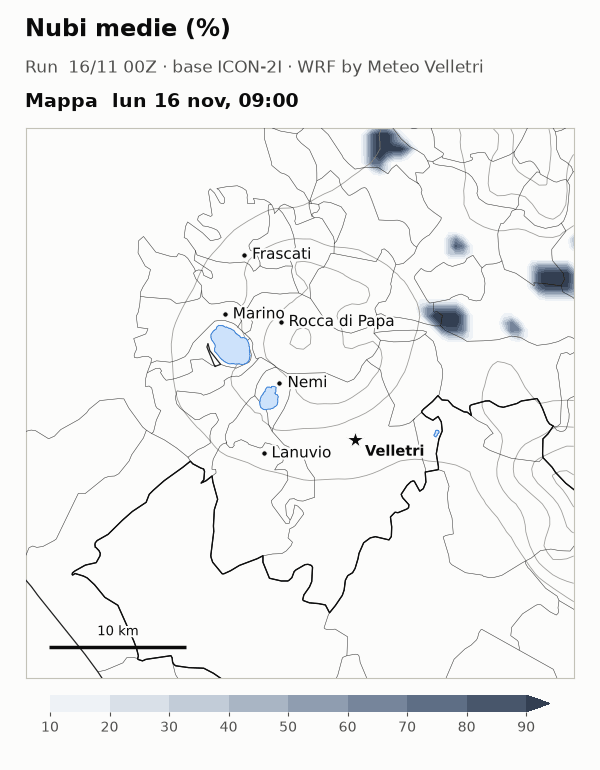 Nubi medie (%)
Run  16/11 00Z · base ICON-2I · WRF by Meteo Velletri
Mappa  lun 16 nov, 09:00
Frascati
Marino
Rocca di Papa
Nemi
Velletri
Lanuvio
10 km
10 20 30 40 50 60 70 80 90